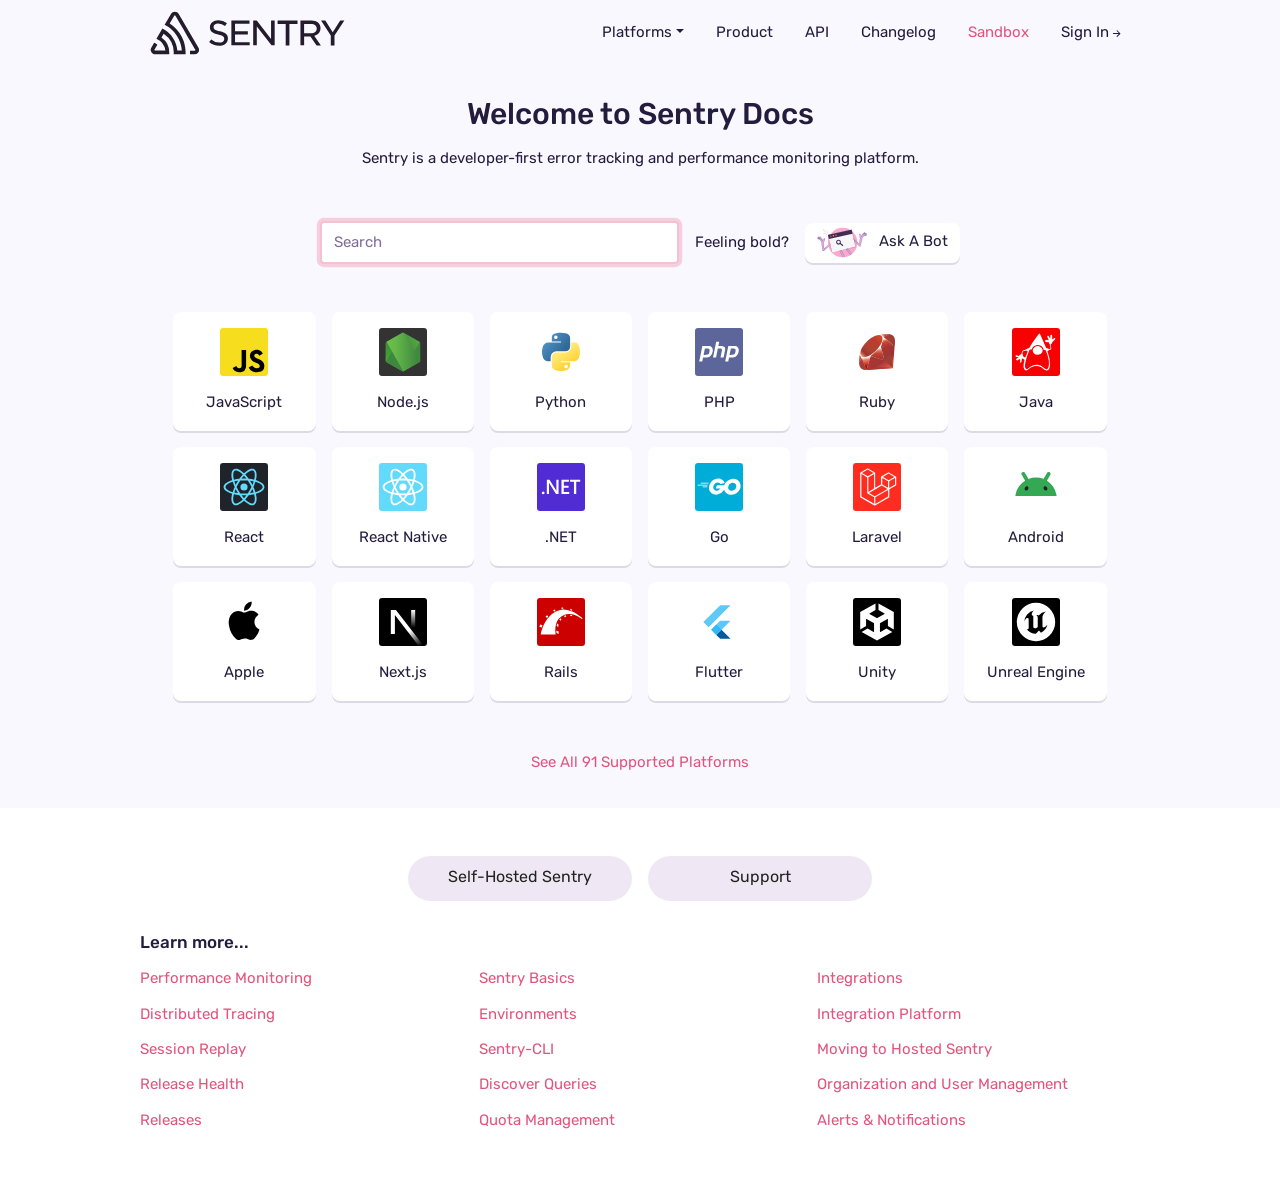 SENTRY
Platforms Product API Changelog Sandbox Sign In →
Welcome to Sentry Docs
Sentry is a developer-first error tracking and performance monitoring platform.
Search Feeling bold? Ask A Bot
JS php
JavaScript Node.js Python PHP Ruby Java
.NET GO
React React Native .NET Go Laravel Android
N U
Apple Next.js Rails Flutter Unity Unreal Engine
See All 91 Supported Platforms
Self-Hosted Sentry Support
Learn more...
Performance Monitoring Sentry Basics Integrations
Distributed Tracing Environments Integration Platform
Session Replay Sentry-CLI Moving to Hosted Sentry
Release Health Discover Queries Organization and User Management
Releases Quota Management Alerts & Notifications